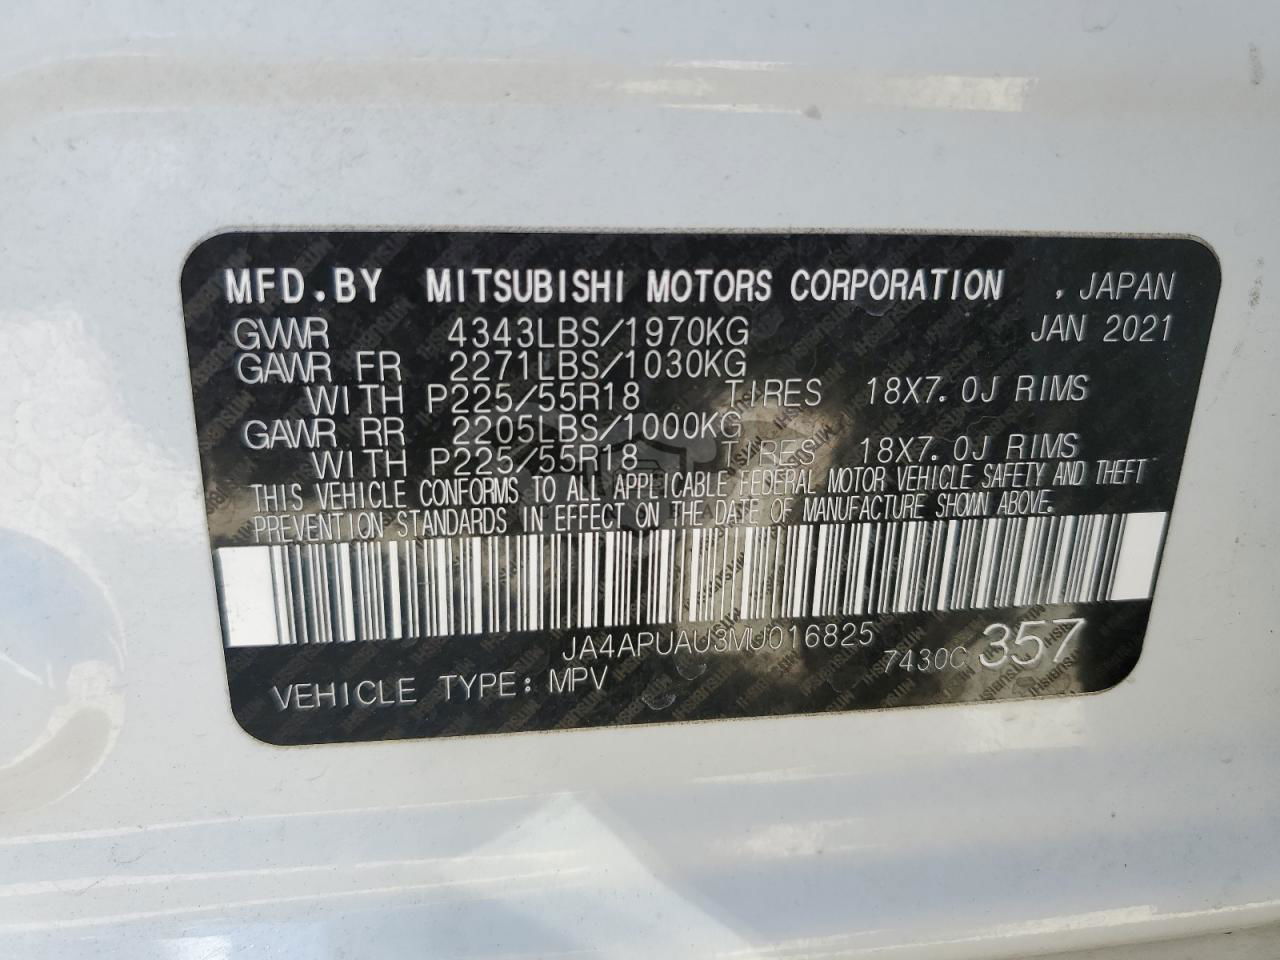 MFD.BY MITSUBISHI MOTORS CORPORATION , JAPAN
GVWR 4343LBS/1970KG JAN 2021
GAWR FR 2271LBS/1030KG
WITH P225/55R18 TIRES 18X7.0J RIMS
GAWR RR 2205LBS/1000KG
WITH P225/55R18 TIRES 18X7.0J RIMS
THIS VEHICLE CONFORMS TO ALL APPLICABLE FEDERAL MOTOR VEHICLE SAFETY AND THEFT
PREVENTION STANDARDS IN EFFECT ON THE DATE OF MANUFACTURE SHOWN ABOVE.
JA4APUAU3MU016825 7430C 357
VEHICLE TYPE: MPV